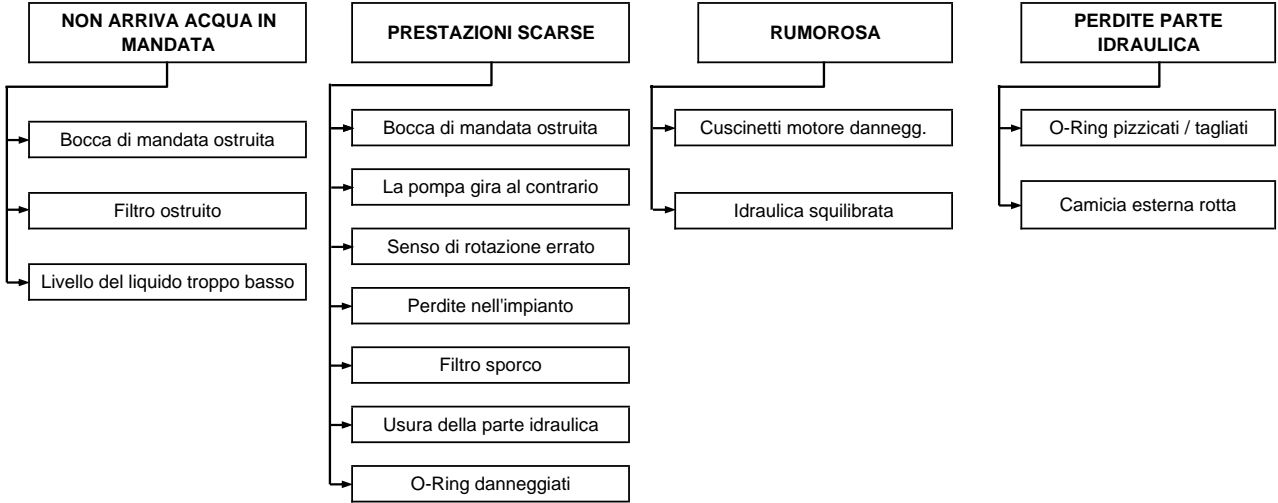 NON ARRIVA ACQUA IN
MANDATA
Bocca di mandata ostruita
Filtro ostruito
Livello del liquido troppo basso
PRESTAZIONI SCARSE
Bocca di mandata ostruita
La pompa gira al contrario
Senso di rotazione errato
Perdite nell'impianto
Filtro sporco
Usura della parte idraulica
O-Ring danneggiati
RUMOROSA
Cuscinetti motore dannegg.
Idraulica squilibrata
PERDITE PARTE
IDRAULICA
O-Ring pizzicati / tagliati
Camicia esterna rotta